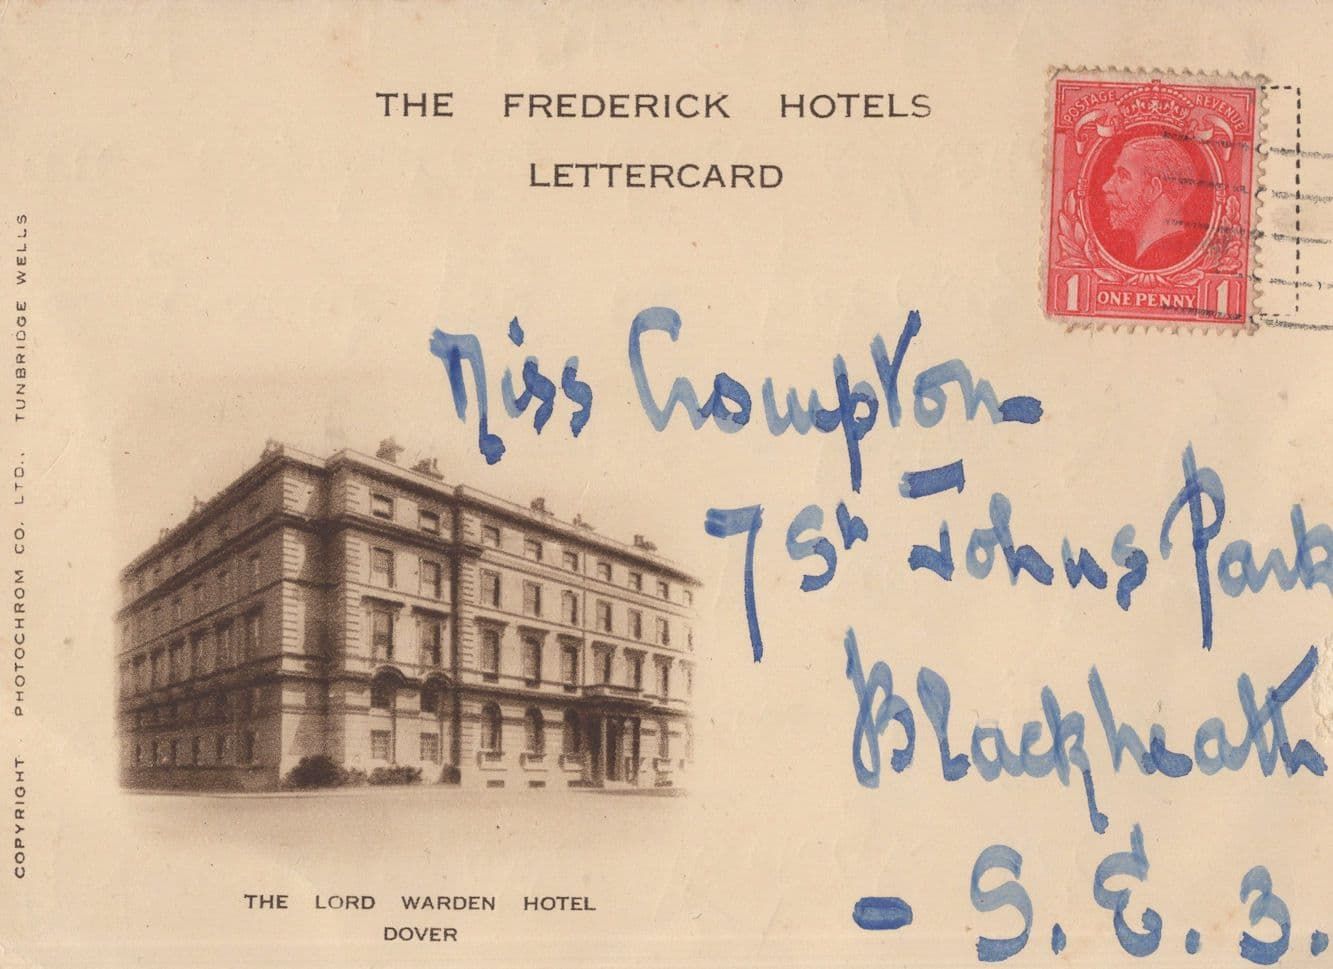 THE FREDERICK HOTELS
LETTERCARD
POSTAGE REVENUE
1 ONE PENNY 1
Miss Crompton
7 St Johns Park
Blackheath
- S.E.3.
THE LORD WARDEN HOTEL
DOVER
COPYRIGHT. PHOTOCHROM CO. LTD., TUNBRIDGE WELLS